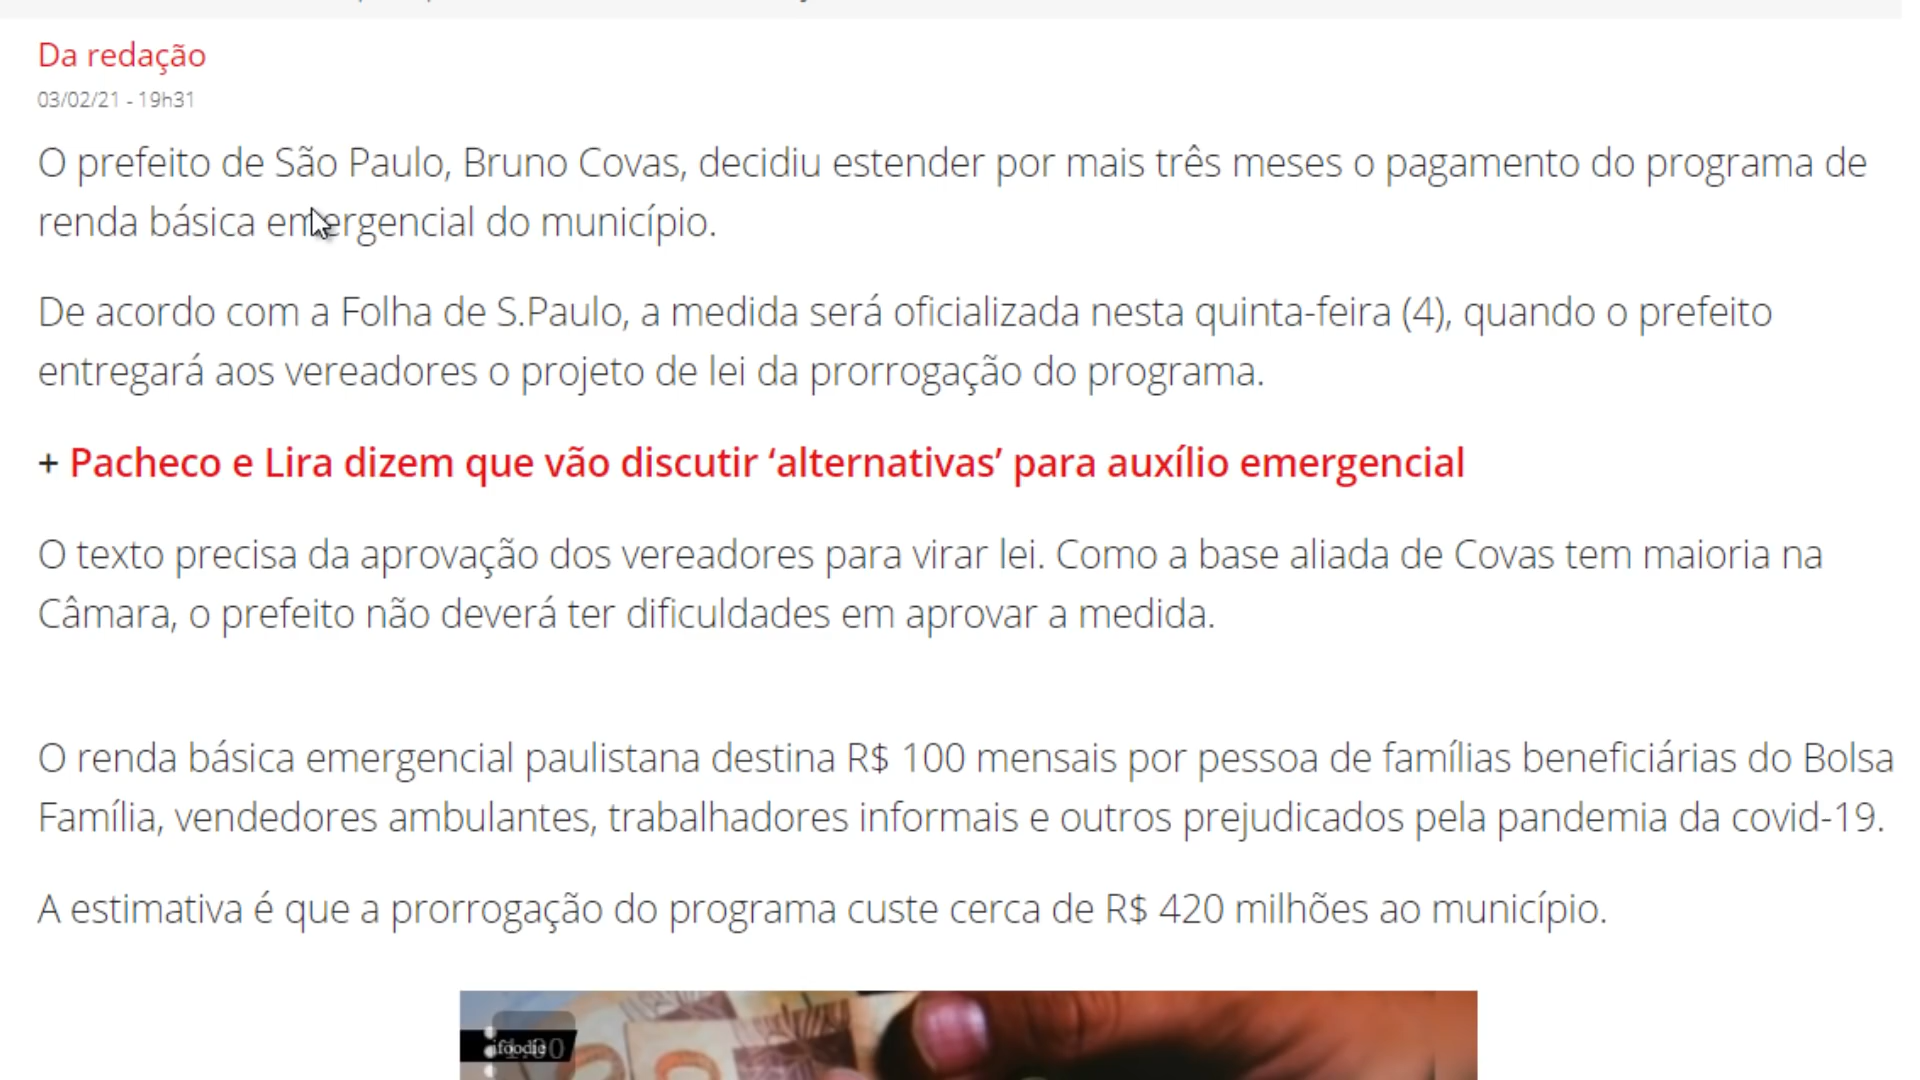 Da redação
03/02/21 - 19h31
O prefeito de São Paulo, Bruno Covas, decidiu estender por mais três meses o pagamento do programa de
renda básica emergencial do município.
De acordo com a Folha de S.Paulo, a medida será oficializada nesta quinta-feira (4), quando o prefeito
entregará aos vereadores o projeto de lei da prorrogação do programa.
+ Pacheco e Lira dizem que vão discutir ‘alternativas’ para auxílio emergencial
O texto precisa da aprovação dos vereadores para virar lei. Como a base aliada de Covas tem maioria na
Câmara, o prefeito não deverá ter dificuldades em aprovar a medida.
O renda básica emergencial paulistana destina R$ 100 mensais por pessoa de famílias beneficiárias do Bolsa
Família, vendedores ambulantes, trabalhadores informais e outros prejudicados pela pandemia da covid-19.
A estimativa é que a prorrogação do programa custe cerca de R$ 420 milhões ao município.